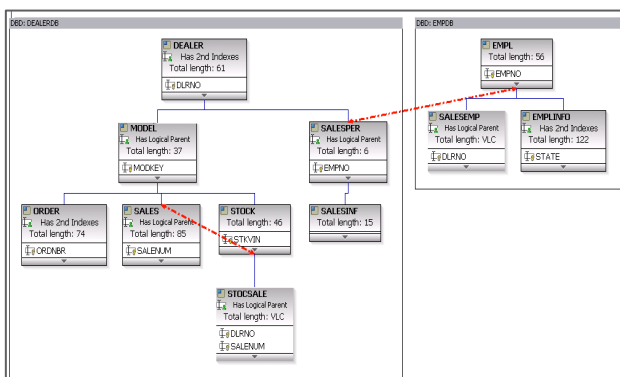 DBD: DEALERDB
DBD: EMPDB
DEALER
Has 2nd Indexes
Total length: 61
DLRNO
EMPL
Total length: 56
EMPNO
MODEL
Has Logical Parent
Total length: 37
MODKEY
SALESPER
Has Logical Parent
Total length: 6
EMPNO
SALESEMP
Has Logical Parent
Total length: VLC
DLRNO
EMPLINFO
Has 2nd Indexes
Total length: 122
STATE
ORDER
Has 2nd Indexes
Total length: 74
ORDNBR
SALES
Has Logical Parent
Total length: 85
SALENUM
STOCK
Total length: 46
STKVIN
SALESINF
Total length: 15
STOCSALE
Has Logical Parent
Total length: VLC
DLRNO
SALENUM